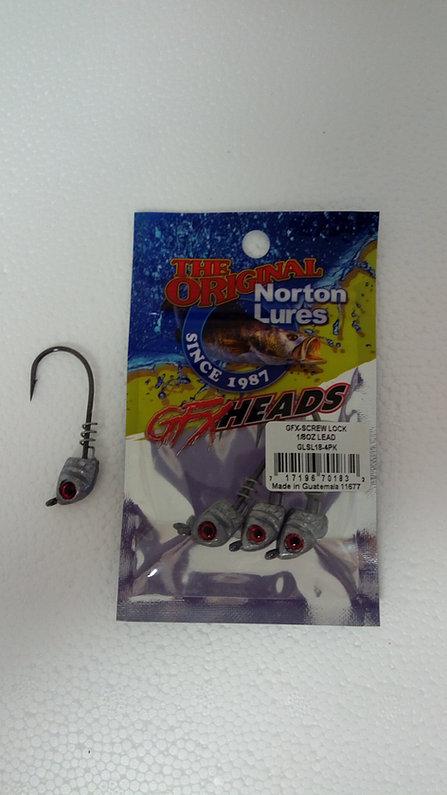 THE
ORIGINAL
Norton
Lures
SINCE 1987
GFX HEADS
GFX-SCREW LOCK
1/8OZ LEAD
GLSL18-4PK
7 17196 70183 2
Made in Guatemala 11677